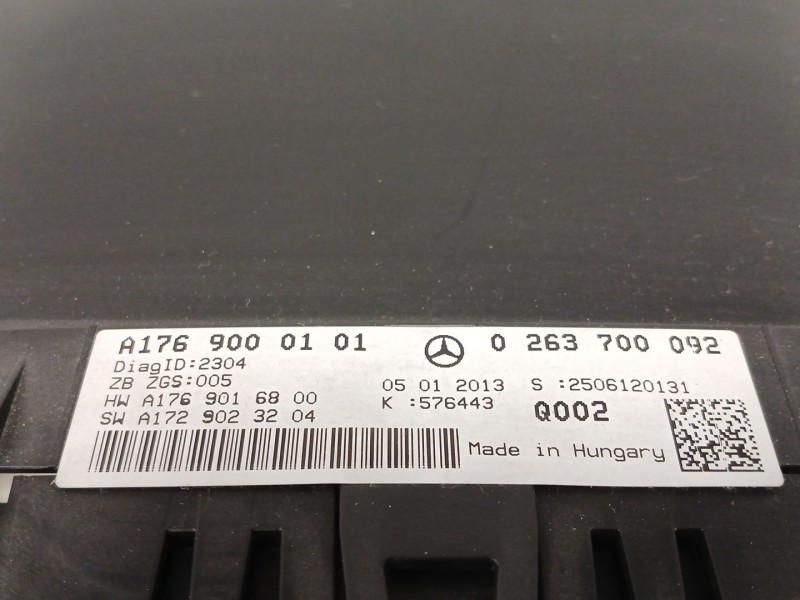 A176 900 01 01 0 263 700 092
DiagID:2304
ZB ZGS:005 05 01 2013 S :2506120131
HW A176 901 68 00 K :576443 Q002
SW A172 902 32 04
Made in Hungary